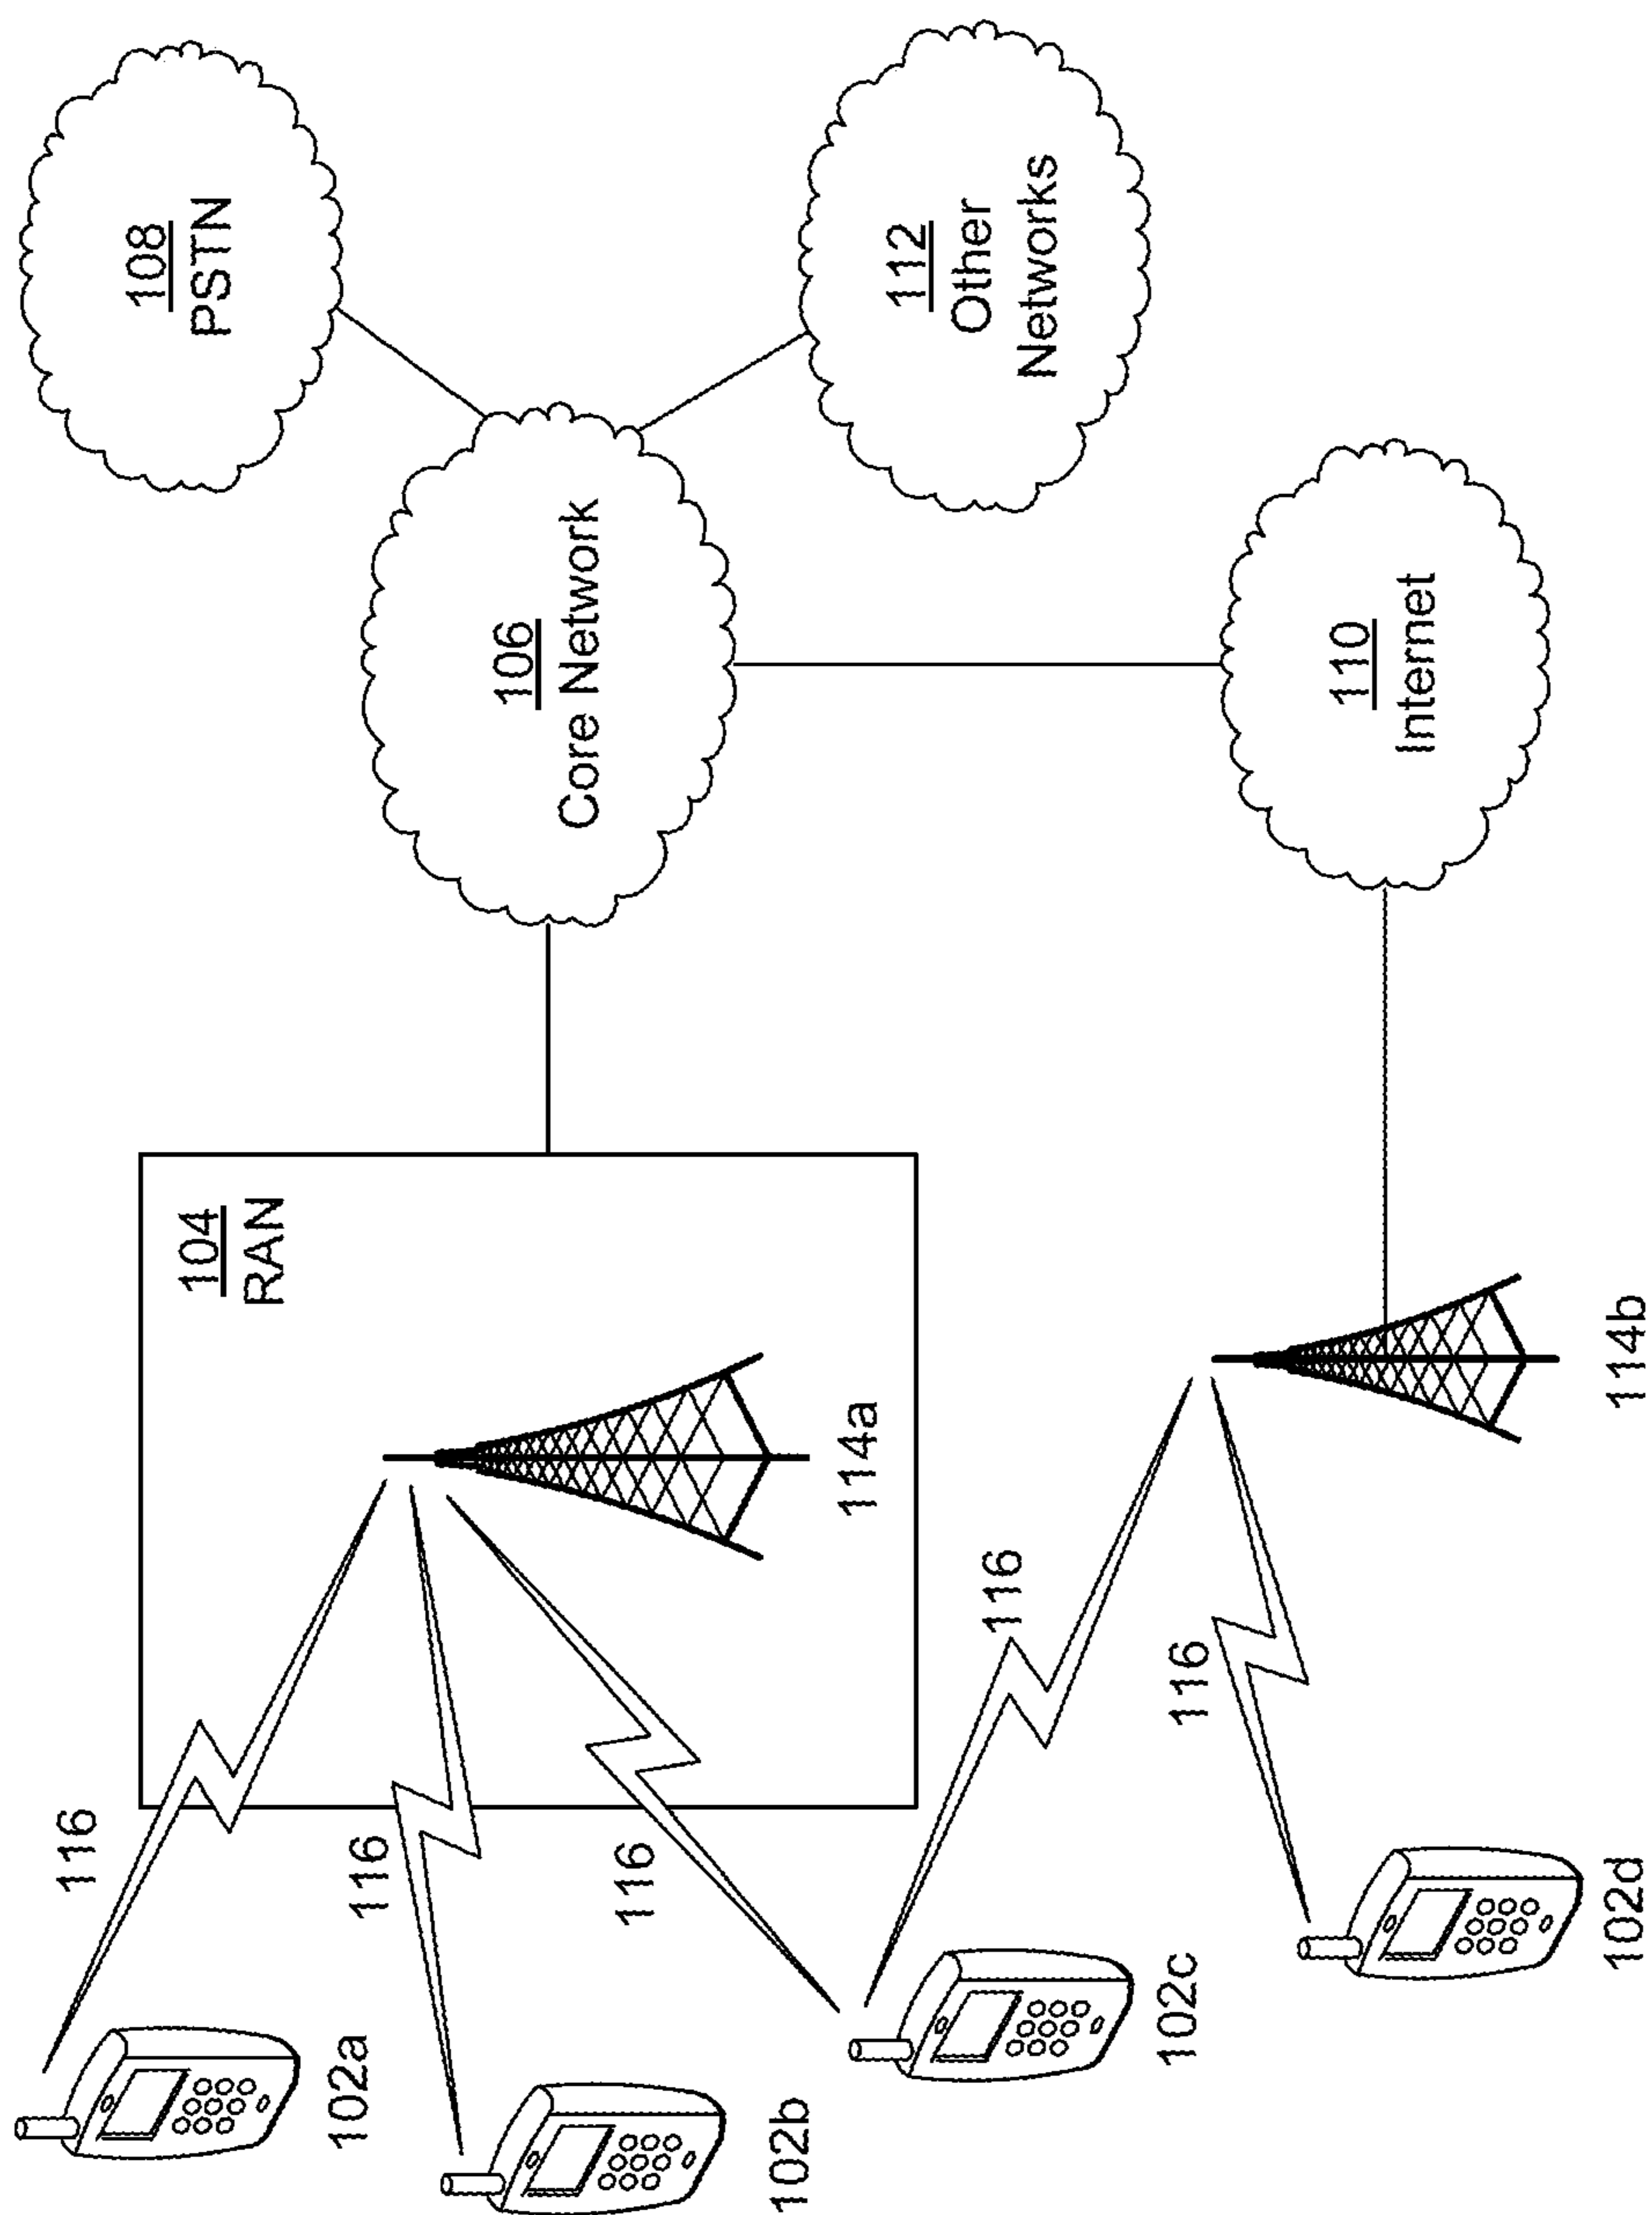 116
102a
116
102b
116
102c
116
116
102d
104
RAN
114a
114b
106
Core Network
108
PSTN
112
Other
Networks
110
Internet